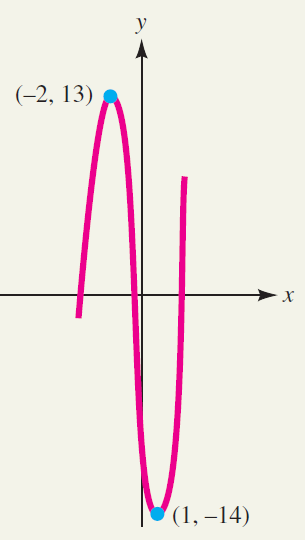 y
(–2, 13)
x
(1, –14)